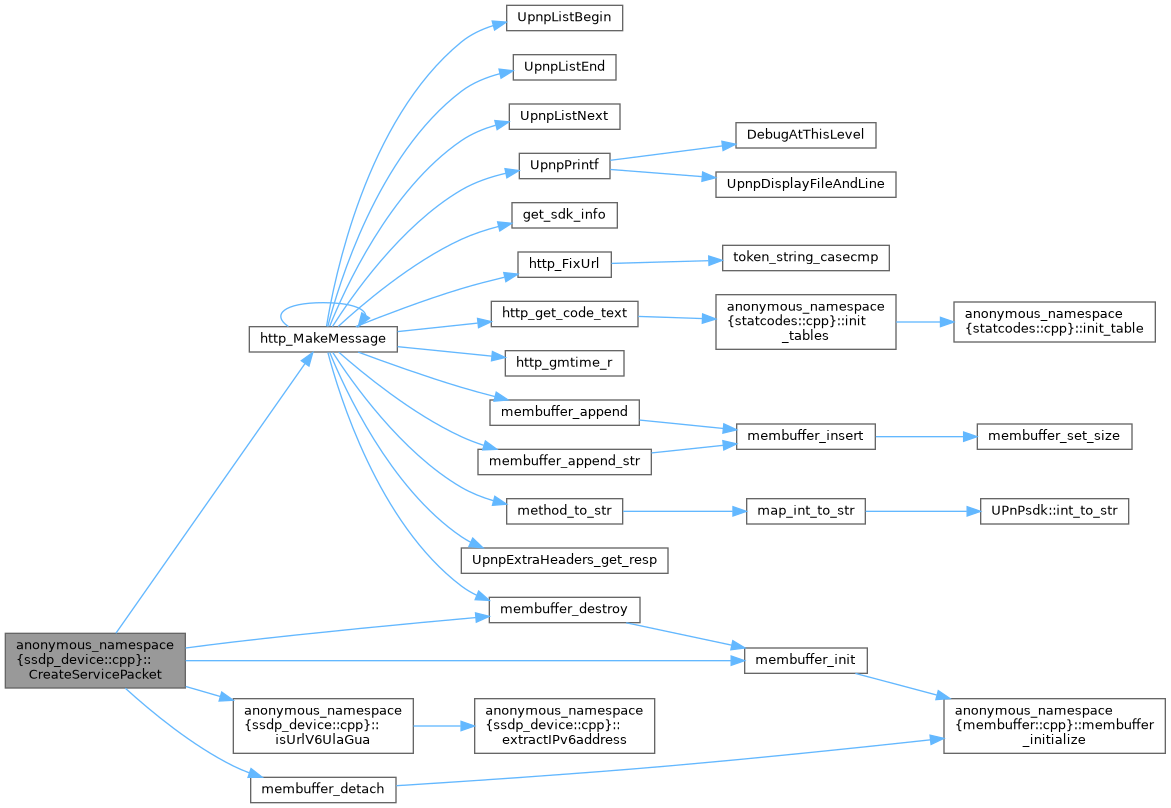 UpnpListBegin
UpnpListEnd
UpnpListNext
DebugAtThisLevel
UpnpPrintf
UpnpDisplayFileAndLine
get_sdk_info
token_string_casecmp
http_FixUrl
anonymous_namespace
{statcodes::cpp}::init
_tables
anonymous_namespace
{statcodes::cpp}::init_table
http_get_code_text
http_MakeMessage
http_gmtime_r
membuffer_append
membuffer_insert
membuffer_set_size
membuffer_append_str
method_to_str
map_int_to_str
UPnPsdk::int_to_str
UpnpExtraHeaders_get_resp
membuffer_destroy
anonymous_namespace
{ssdp_device::cpp}::
CreateServicePacket
membuffer_init
anonymous_namespace
{ssdp_device::cpp}::
isUrlV6UlaGua
anonymous_namespace
{ssdp_device::cpp}::
extractIPv6address
anonymous_namespace
{membuffer::cpp}::membuffer
_initialize
membuffer_detach